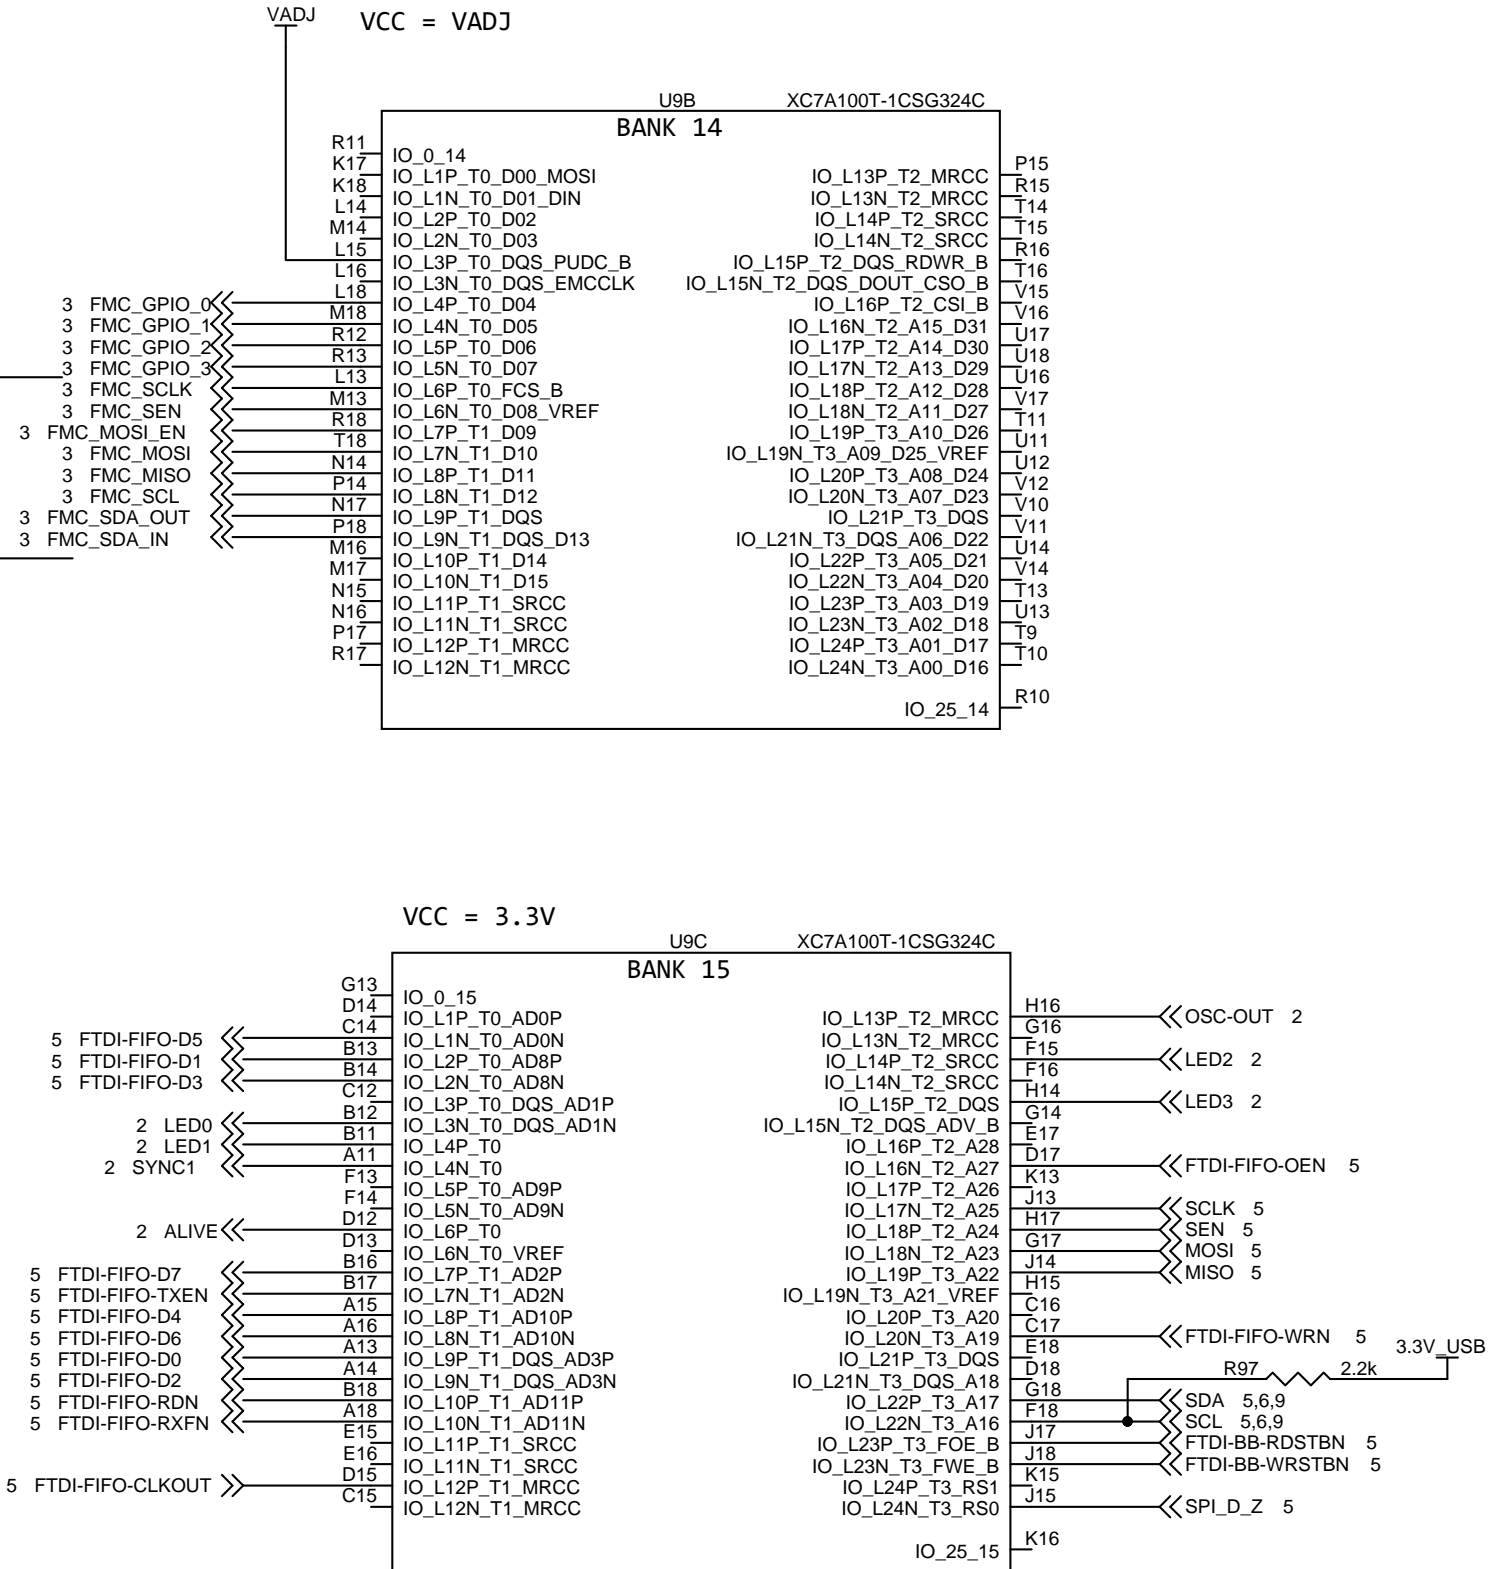 VADJ VCC = VADJ
U9B XC7A100T-1CSG324C
BANK 14
R11 IO_0_14
K17 IO_L1P_T0_D00_MOSI IO_L13P_T2_MRCC P15
K18 IO_L1N_T0_D01_DIN IO_L13N_T2_MRCC R15
L14 IO_L2P_T0_D02 IO_L14P_T2_SRCC T14
M14 IO_L2N_T0_D03 IO_L14N_T2_SRCC T15
L15 IO_L3P_T0_DQS_PUDC_B IO_L15P_T2_DQS_RDWR_B R16
L16 IO_L3N_T0_DQS_EMCCLK IO_L15N_T2_DQS_DOUT_CSO_B T16
3 FMC_GPIO_0 L18 IO_L4P_T0_D04 IO_L16P_T2_CSI_B V15
3 FMC_GPIO_1 M18 IO_L4N_T0_D05 IO_L16N_T2_A15_D31 V16
3 FMC_GPIO_2 R12 IO_L5P_T0_D06 IO_L17P_T2_A14_D30 U17
3 FMC_GPIO_3 R13 IO_L5N_T0_D07 IO_L17N_T2_A13_D29 U18
3 FMC_SCLK L13 IO_L6P_T0_FCS_B IO_L18P_T2_A12_D28 U16
3 FMC_SEN M13 IO_L6N_T0_D08_VREF IO_L18N_T2_A11_D27 V17
3 FMC_MOSI_EN R18 IO_L7P_T1_D09 IO_L19P_T3_A10_D26 T11
3 FMC_MOSI T18 IO_L7N_T1_D10 IO_L19N_T3_A09_D25_VREF U11
3 FMC_MISO N14 IO_L8P_T1_D11 IO_L20P_T3_A08_D24 U12
3 FMC_SCL P14 IO_L8N_T1_D12 IO_L20N_T3_A07_D23 V12
3 FMC_SDA_OUT N17 IO_L9P_T1_DQS IO_L21P_T3_DQS V10
3 FMC_SDA_IN P18 IO_L9N_T1_DQS_D13 IO_L21N_T3_DQS_A06_D22 V11
M16 IO_L10P_T1_D14 IO_L22P_T3_A05_D21 U14
M17 IO_L10N_T1_D15 IO_L22N_T3_A04_D20 V14
N15 IO_L11P_T1_SRCC IO_L23P_T3_A03_D19 T13
N16 IO_L11N_T1_SRCC IO_L23N_T3_A02_D18 U13
P17 IO_L12P_T1_MRCC IO_L24P_T3_A01_D17 T9
R17 IO_L12N_T1_MRCC IO_L24N_T3_A00_D16 T10
IO_25_14 R10
VCC = 3.3V
U9C XC7A100T-1CSG324C
BANK 15
G13 IO_0_15
D14 IO_L1P_T0_AD0P IO_L13P_T2_MRCC H16 OSC-OUT 2
5 FTDI-FIFO-D5 C14 IO_L1N_T0_AD0N IO_L13N_T2_MRCC G16
5 FTDI-FIFO-D1 B13 IO_L2P_T0_AD8P IO_L14P_T2_SRCC F15 LED2 2
5 FTDI-FIFO-D3 B14 IO_L2N_T0_AD8N IO_L14N_T2_SRCC F16
C12 IO_L3P_T0_DQS_AD1P IO_L15P_T2_DQS H14 LED3 2
2 LED0 B12 IO_L3N_T0_DQS_AD1N IO_L15N_T2_DQS_ADV_B G14
2 LED1 B11 IO_L4P_T0 IO_L16P_T2_A28 E17
2 SYNC1 A11 IO_L4N_T0 IO_L16N_T2_A27 D17 FTDI-FIFO-OEN 5
F13 IO_L5P_T0_AD9P IO_L17P_T2_A26 K13
F14 IO_L5N_T0_AD9N IO_L17N_T2_A25 J13 SCLK 5
2 ALIVE D12 IO_L6P_T0 IO_L18P_T2_A24 H17 SEN 5
D13 IO_L6N_T0_VREF IO_L18N_T2_A23 G17 MOSI 5
5 FTDI-FIFO-D7 B16 IO_L7P_T1_AD2P IO_L19P_T3_A22 J14 MISO 5
5 FTDI-FIFO-TXEN B17 IO_L7N_T1_AD2N IO_L19N_T3_A21_VREF H15
5 FTDI-FIFO-D4 A15 IO_L8P_T1_AD10P IO_L20P_T3_A20 C16
5 FTDI-FIFO-D6 A16 IO_L8N_T1_AD10N IO_L20N_T3_A19 C17 FTDI-FIFO-WRN 5
5 FTDI-FIFO-D0 A13 IO_L9P_T1_DQS_AD3P IO_L21P_T3_DQS E18 3.3V_USB
5 FTDI-FIFO-D2 A14 IO_L9N_T1_DQS_AD3N IO_L21N_T3_DQS_A18 D18 R97 2.2k
5 FTDI-FIFO-RDN B18 IO_L10P_T1_AD11P IO_L22P_T3_A17 G18 SDA 5,6,9
5 FTDI-FIFO-RXFN A18 IO_L10N_T1_AD11N IO_L22N_T3_A16 F18 SCL 5,6,9
E15 IO_L11P_T1_SRCC IO_L23P_T3_FOE_B J17 FTDI-BB-RDSTBN 5
E16 IO_L11N_T1_SRCC IO_L23N_T3_FWE_B J18 FTDI-BB-WRSTBN 5
5 FTDI-FIFO-CLKOUT D15 IO_L12P_T1_MRCC IO_L24P_T3_RS1 K15
C15 IO_L12N_T1_MRCC IO_L24N_T3_RS0 J15 SPI_D_Z 5
IO_25_15 K16